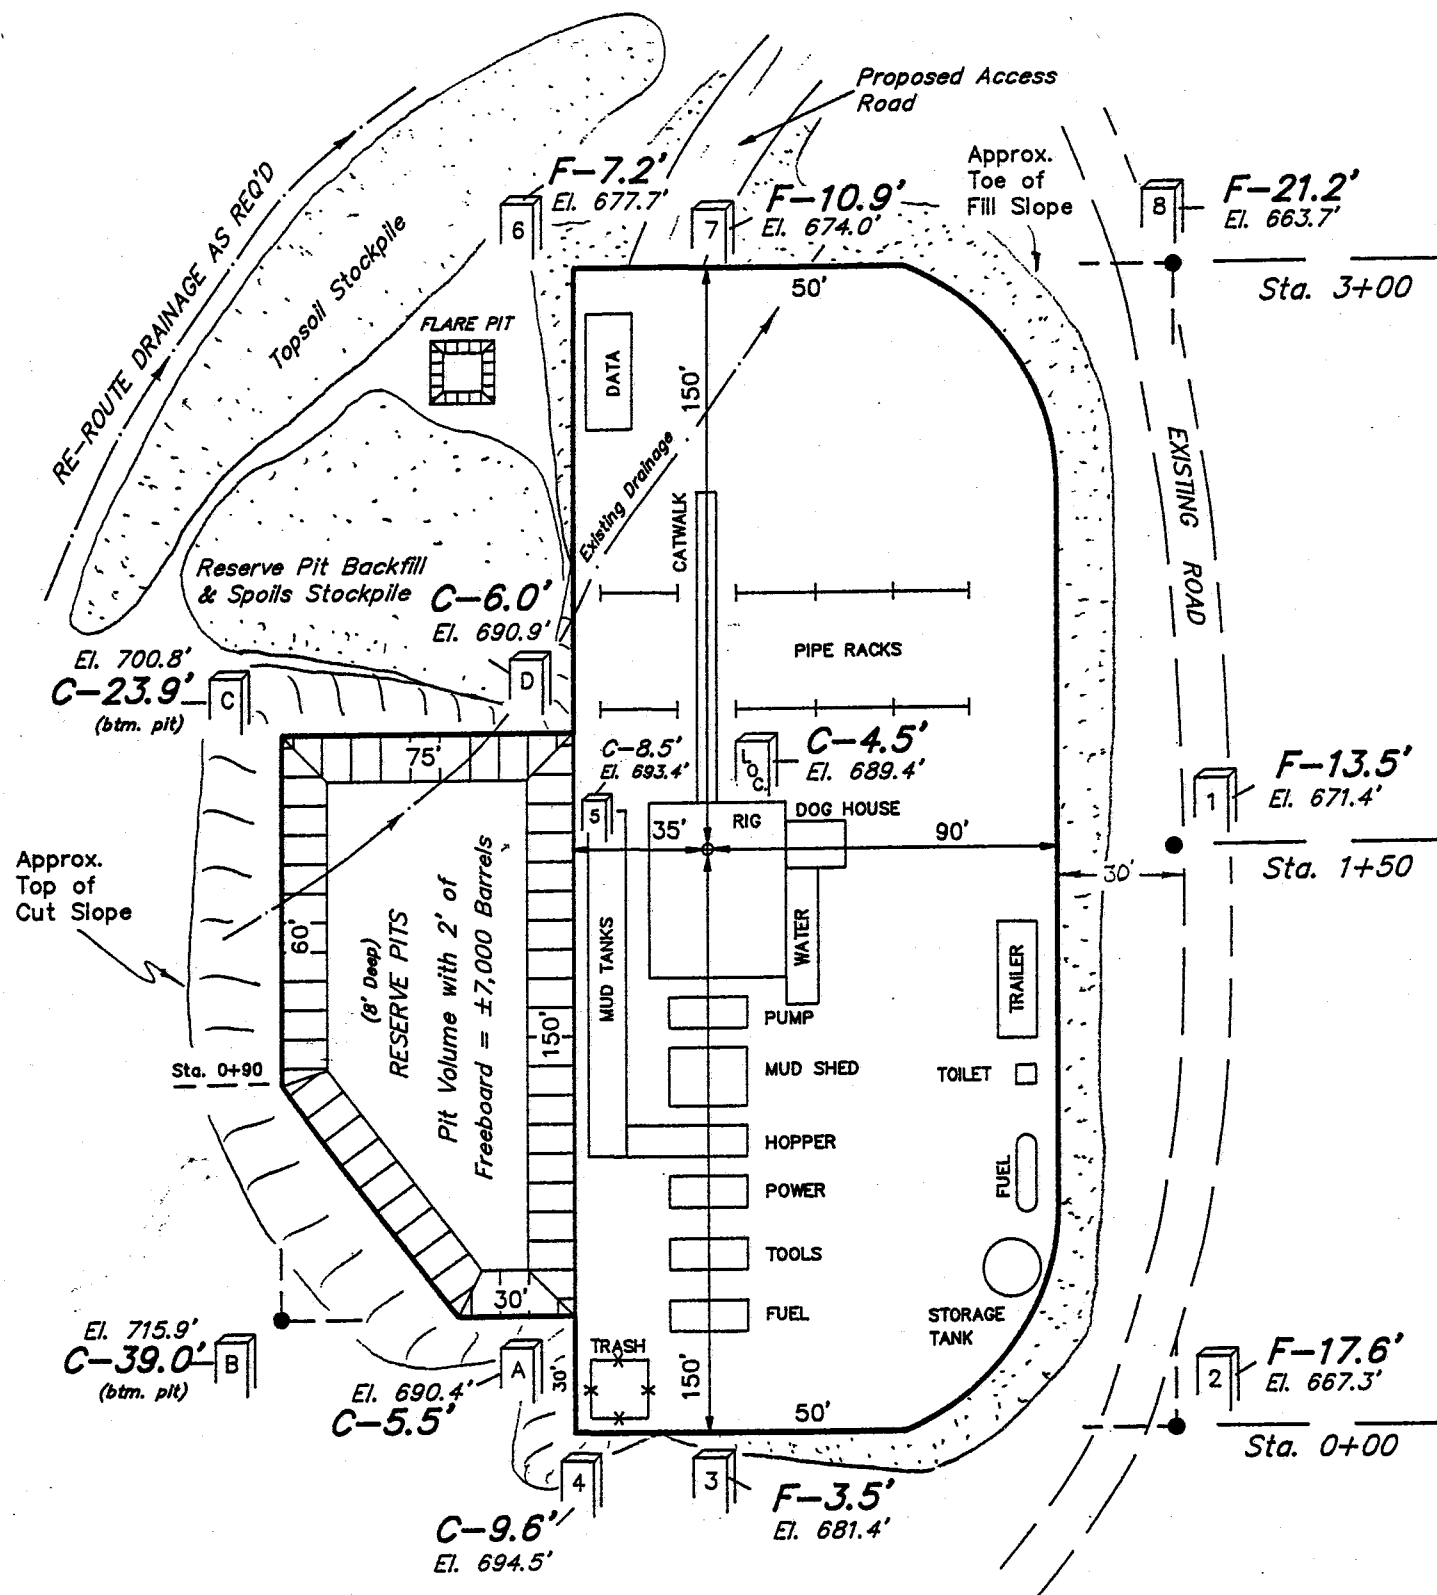 Proposed Access
Road
Approx.
Toe of
Fill Slope
F-7.2'
El. 677.7'
6
F-10.9'
El. 674.0'
7
F-21.2'
El. 663.7'
8
Sta. 3+00
RE-ROUTE DRAINAGE AS REQ'D
Topsoil Stockpile
FLARE PIT
50'
DATA
150'
Existing Drainage
CATWALK
EXISTING ROAD
Reserve Pit Backfill
& Spoils Stockpile
C-6.0'
El. 690.9'
D
El. 700.8'
C-23.9'
(btm. pit)
C
PIPE RACKS
75'
C-8.5'
El. 693.4'
5
LOC.
C-4.5'
El. 689.4'
F-13.5'
El. 671.4'
1
Sta. 1+50
RIG
DOG HOUSE
35'
90'
30'
Approx.
Top of
Cut Slope
60'
(8' Deep)
RESERVE PITS
Pit Volume with 2' of
Freeboard = ±7,000 Barrels
150'
MUD TANKS
WATER
TRAILER
PUMP
Sta. 0+90
MUD SHED
TOILET
HOPPER
POWER
FUEL
TOOLS
30'
FUEL
STORAGE
TANK
El. 715.9'
C-39.0'
(btm. pit)
B
A
El. 690.4'
C-5.5'
30'
TRASH
150'
50'
F-17.6'
El. 667.3'
2
Sta. 0+00
4
C-9.6'
El. 694.5'
3
F-3.5'
El. 681.4'